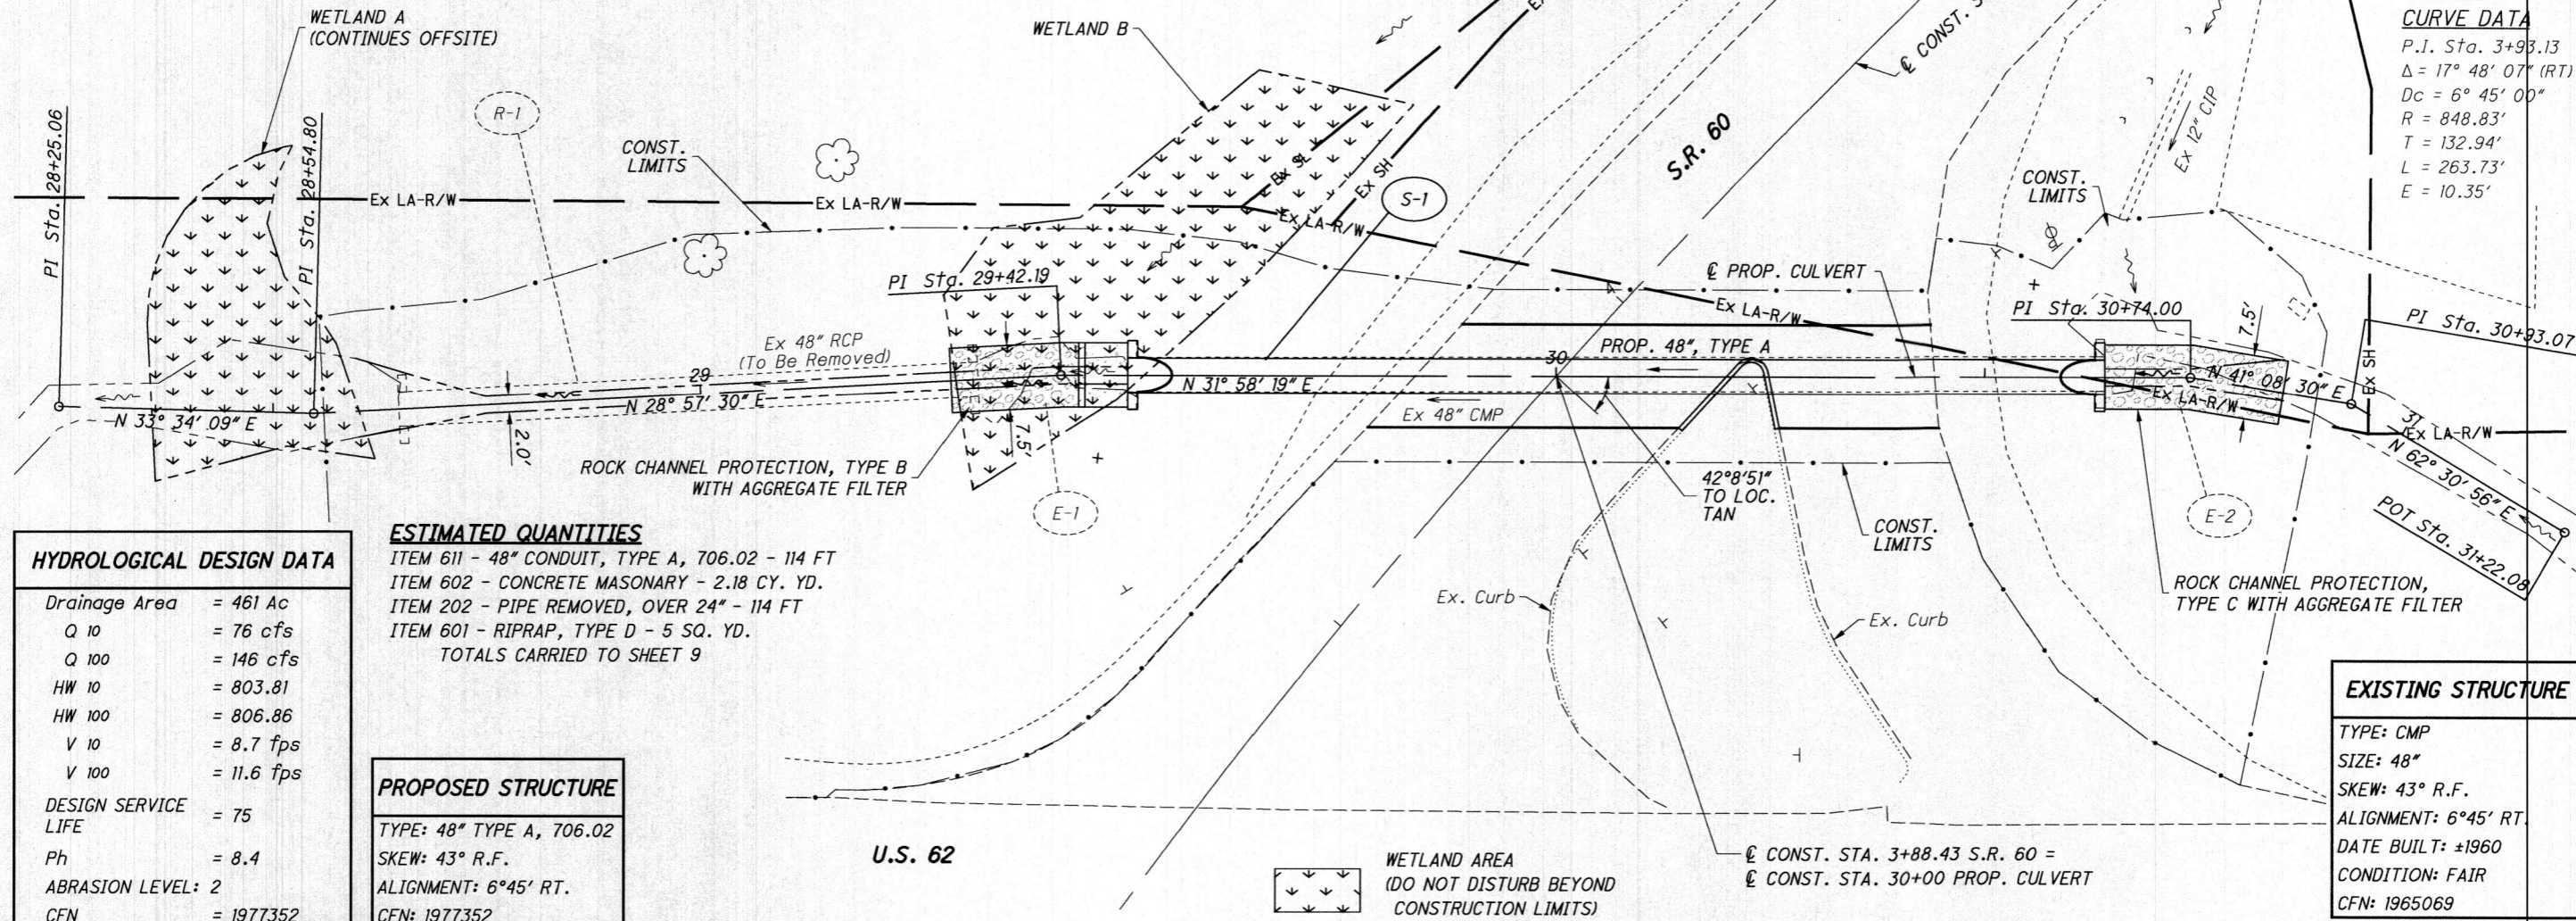 WETLAND A
(CONTINUES OFFSITE)
WETLAND B
℄ CONST.
CURVE DATA
P.I. Sta. 3+93.13
Δ = 17° 48' 07" (RT)
Dc = 6° 45' 00"
R = 848.83'
T = 132.94'
L = 263.73'
E = 10.35'
PI Sta. 28+25.06
PI Sta. 28+54.80
R-1
CONST.
LIMITS
Ex LA-R/W
Ex LA-R/W
Ex SL
Ex SH
Ex LA-R/W
S-1
S.R. 60
Ex 12" CIP
CONST.
LIMITS
PI Sta. 29+42.19
℄ PROP. CULVERT
Ex LA-R/W
PI Sta. 30+74.00
7.5'
PI Sta. 30+93.07
Ex 48" RCP
(To Be Removed)
29
30
PROP. 48", TYPE A
N 33° 34' 09" E
N 28° 57' 30" E
N 31° 58' 19" E
N 41° 08' 30" E
Ex SH
Ex LA-R/W
31
Ex LA-R/W
2.0'
7.5'
Ex 48" CMP
N 62° 30' 56" E
POT Sta. 31+22.08
ROCK CHANNEL PROTECTION, TYPE B
WITH AGGREGATE FILTER
E-1
42°8'51"
TO LOC.
TAN
CONST.
LIMITS
E-2
ROCK CHANNEL PROTECTION,
TYPE C WITH AGGREGATE FILTER
Ex. Curb
Ex. Curb
HYDROLOGICAL DESIGN DATA
Drainage Area = 461 Ac
Q 10 = 76 cfs
Q 100 = 146 cfs
HW 10 = 803.81
HW 100 = 806.86
V 10 = 8.7 fps
V 100 = 11.6 fps
DESIGN SERVICE
LIFE = 75
Ph = 8.4
ABRASION LEVEL: 2
CFN = 1977352
ESTIMATED QUANTITIES
ITEM 611 - 48" CONDUIT, TYPE A, 706.02 - 114 FT
ITEM 602 - CONCRETE MASONARY - 2.18 CY. YD.
ITEM 202 - PIPE REMOVED, OVER 24" - 114 FT
ITEM 601 - RIPRAP, TYPE D - 5 SQ. YD.
TOTALS CARRIED TO SHEET 9
PROPOSED STRUCTURE
TYPE: 48" TYPE A, 706.02
SKEW: 43° R.F.
ALIGNMENT: 6°45' RT.
CFN: 1977352
U.S. 62
WETLAND AREA
(DO NOT DISTURB BEYOND
CONSTRUCTION LIMITS)
℄ CONST. STA. 3+88.43 S.R. 60 =
℄ CONST. STA. 30+00 PROP. CULVERT
EXISTING STRUCTURE
TYPE: CMP
SIZE: 48"
SKEW: 43° R.F.
ALIGNMENT: 6°45' RT.
DATE BUILT: ±1960
CONDITION: FAIR
CFN: 1965069